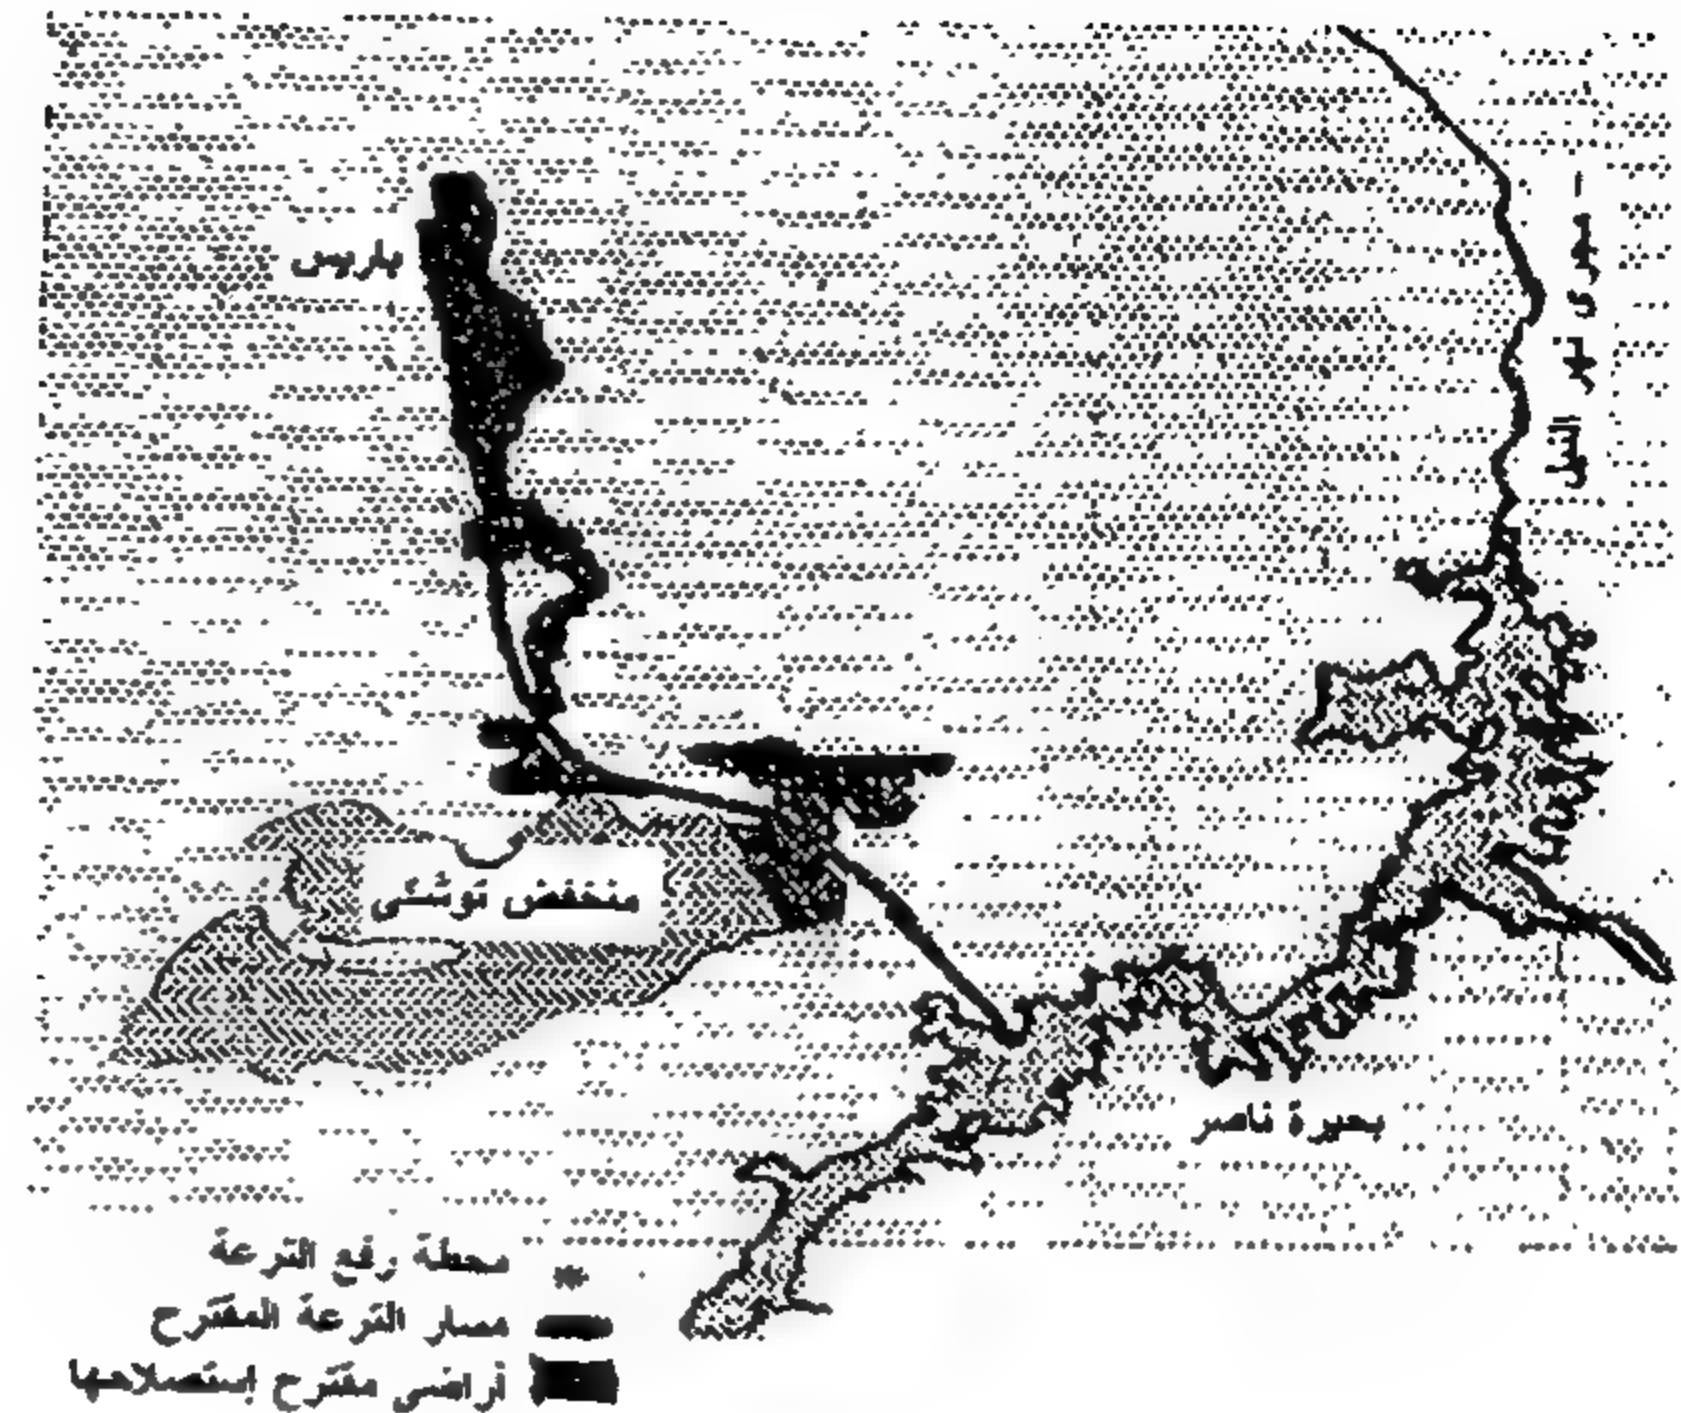 باريس
مجرى نهر النيل
منخفض توشكى
بحيرة ناصر
محطة رفع الترعة
مسار الترعة المقترح
أراضى مقترح إستصلاحها